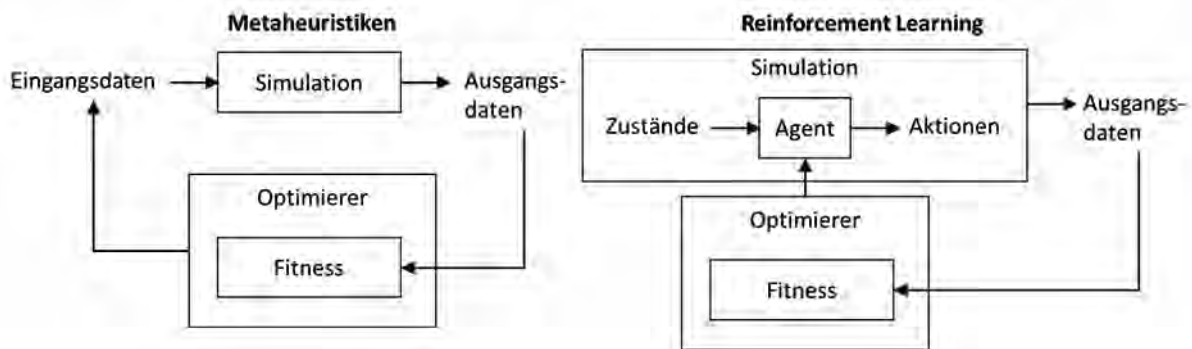 Metaheuristiken
Eingangsdaten
Simulation
Ausgangs-
daten
Optimierer
Fitness
Reinforcement Learning
Simulation
Zustände
Agent
Aktionen
Ausgangs-
daten
Optimierer
Fitness